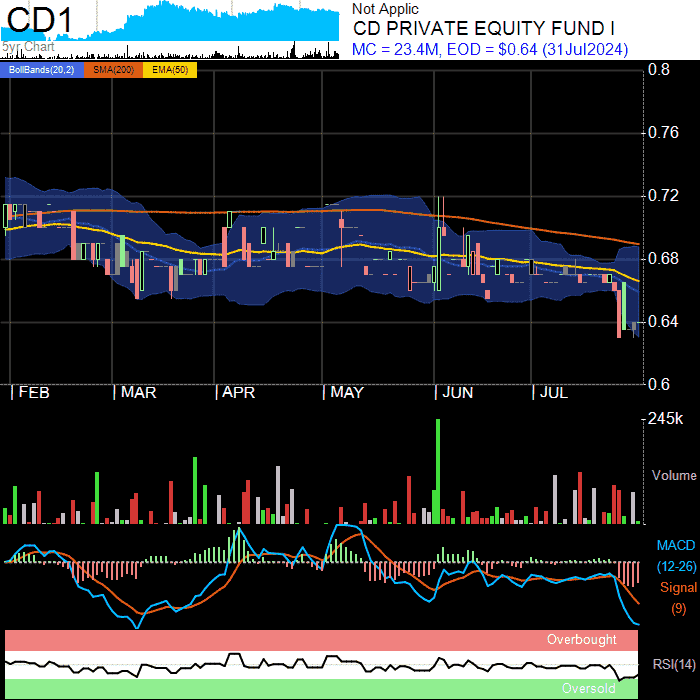 CD1
Not Applic
CD PRIVATE EQUITY FUND I
MC = 23.4M, EOD = $0.64 (31Jul2024)
5yr Chart
BollBands(20,2) SMA(200) EMA(50)
0.8
0.76
0.72
0.68
0.64
0.6
FEB MAR APR MAY JUN JUL
245k
Volume
MACD
(12-26)
Signal
(9)
Overbought
RSI(14)
Oversold